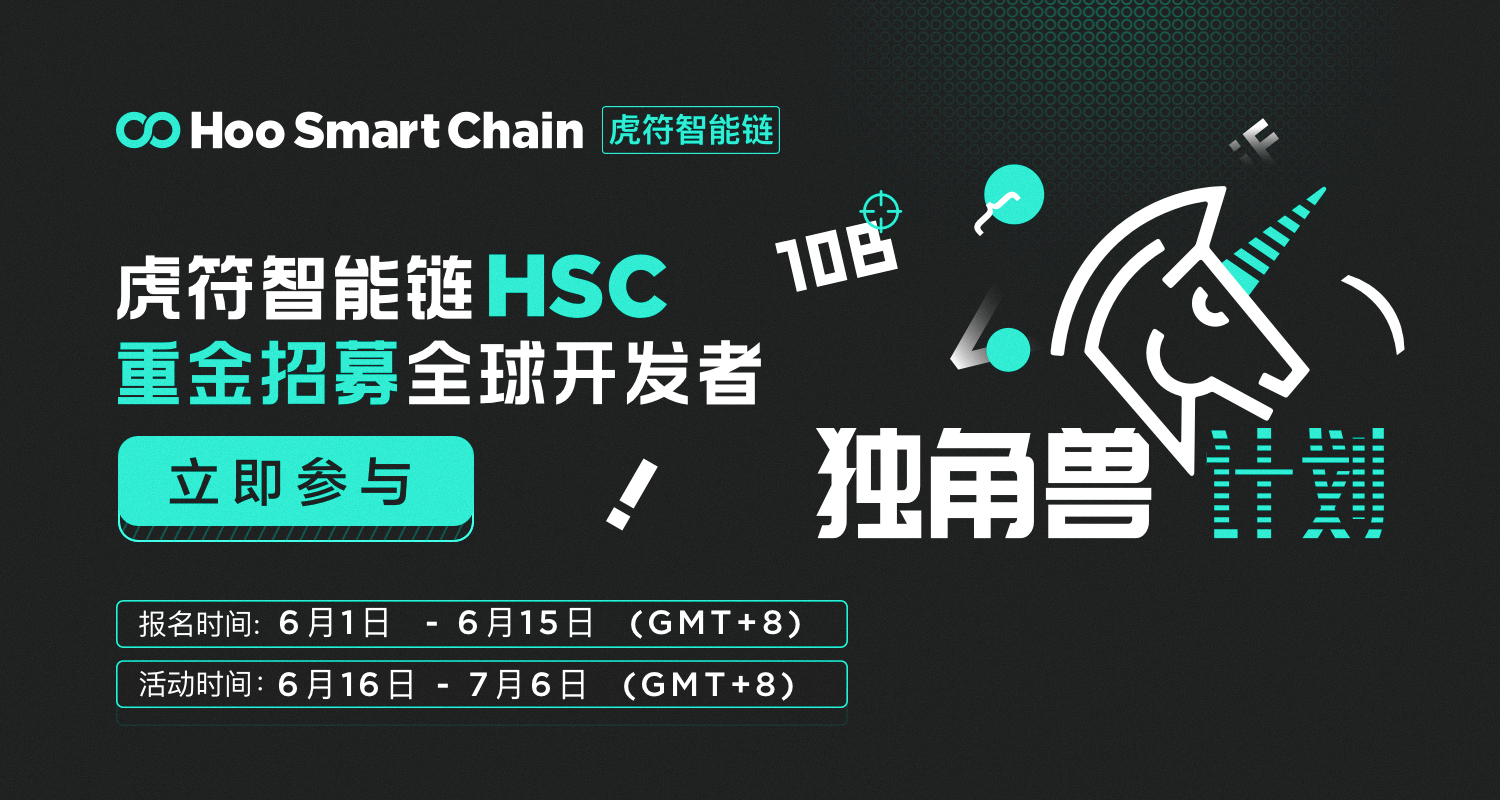 Hoo Smart Chain 虎符智能链
虎符智能链HSC
重金招募全球开发者
立即参与
:F
10B
{
<
)
!
独角兽计划
报名时间: 6月1日 - 6月15日 (GMT+8)
活动时间: 6月16日 - 7月6日 (GMT+8)